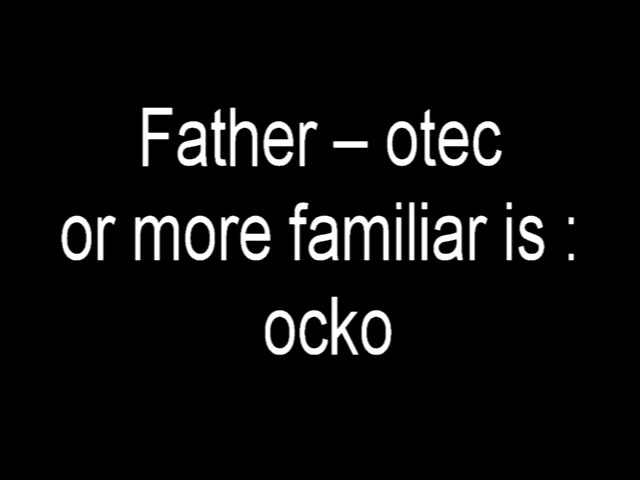 Father – otec
or more familiar is :
ocko